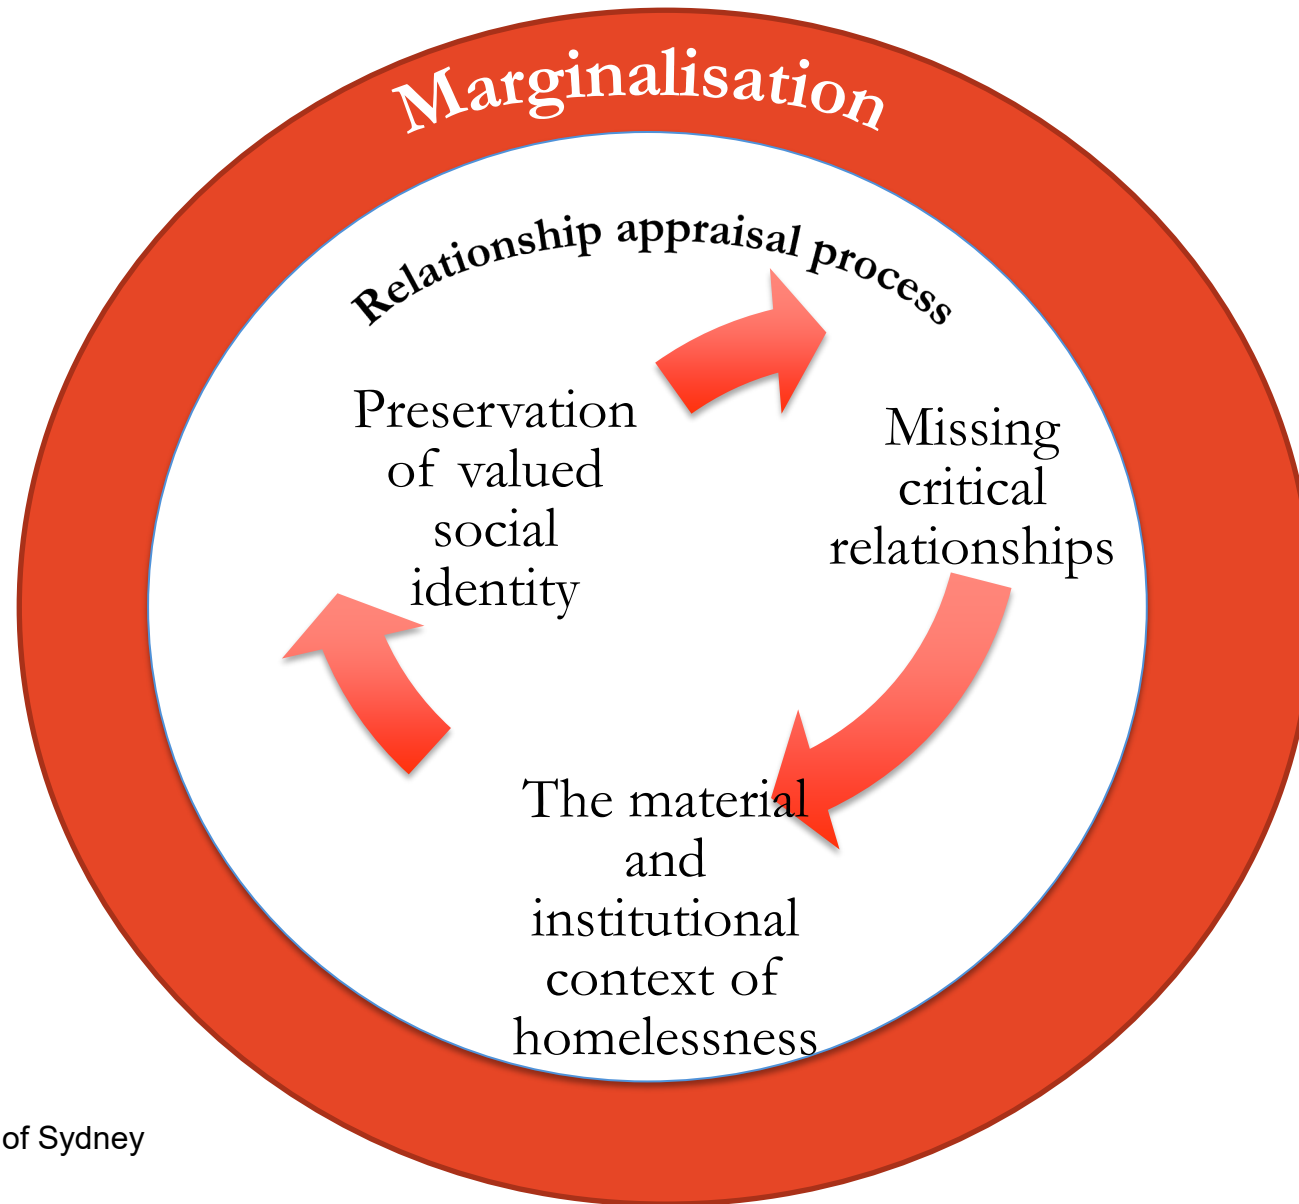 Marginalisation
Relationship appraisal process
Preservation
of valued
social
identity
Missing
critical
relationships
The material
and
institutional
context of
homelessness
of Sydney